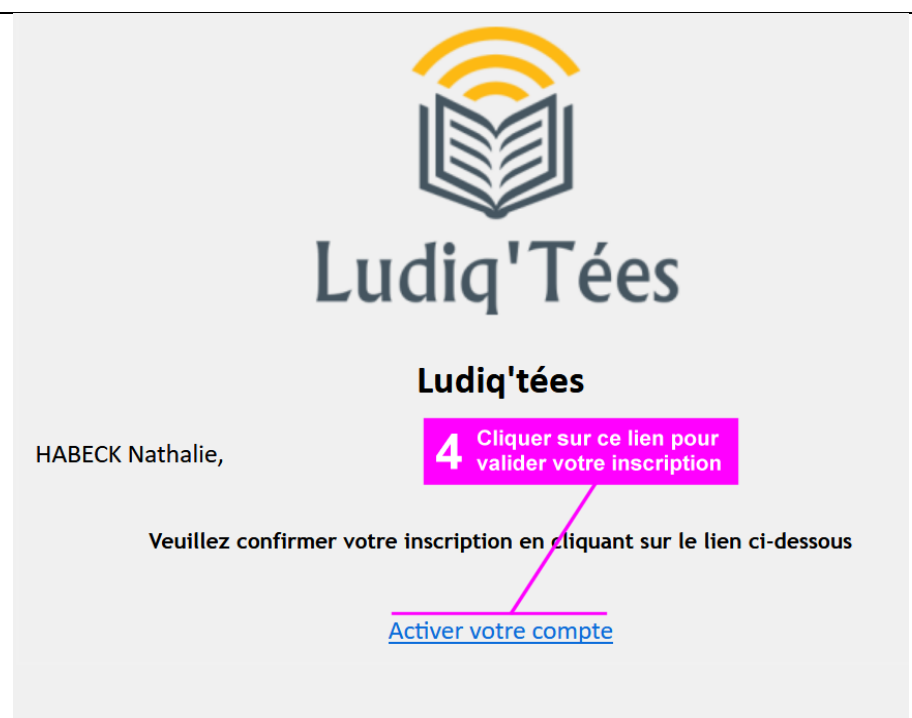 Ludiq'Tées
Ludiq'tées
HABECK Nathalie,
4 Cliquer sur ce lien pour
valider votre inscription
Veuillez confirmer votre inscription en cliquant sur le lien ci-dessous
Activer votre compte